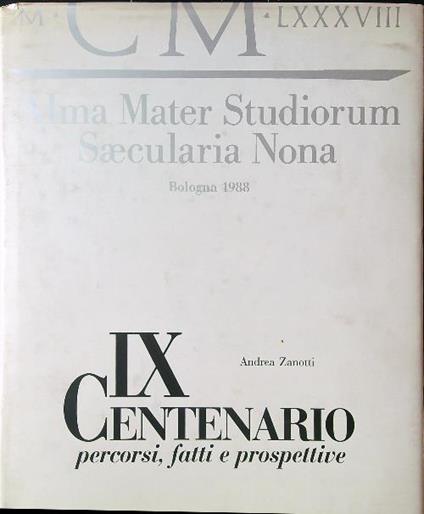 M · CM · LXXXVIII
Alma Mater Studiorum
Sæcularia Nona
Bologna 1988
Andrea Zanotti
IX
CENTENARIO
percorsi, fatti e prospettive